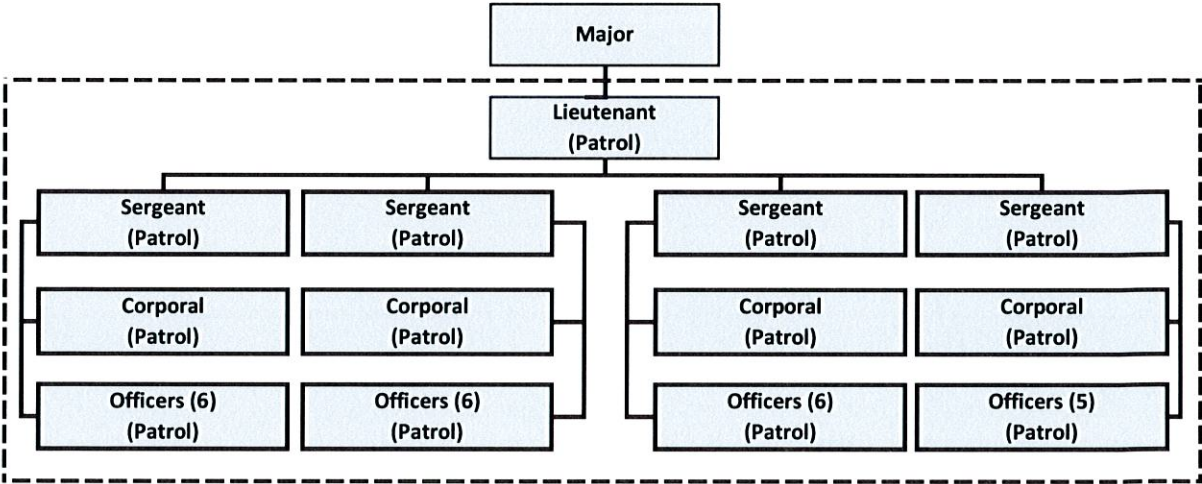 Major
Lieutenant
(Patrol)
Sergeant
(Patrol)
Sergeant
(Patrol)
Sergeant
(Patrol)
Sergeant
(Patrol)
Corporal
(Patrol)
Corporal
(Patrol)
Corporal
(Patrol)
Corporal
(Patrol)
Officers (6)
(Patrol)
Officers (6)
(Patrol)
Officers (6)
(Patrol)
Officers (5)
(Patrol)